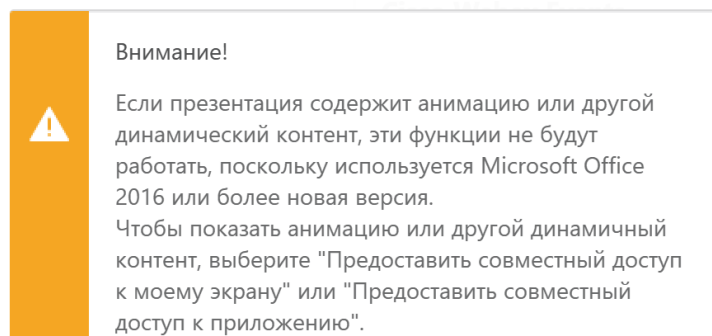 Внимание!
Если презентация содержит анимацию или другой
динамический контент, эти функции не будут
работать, поскольку используется Microsoft Office
2016 или более новая версия.
Чтобы показать анимацию или другой динамичный
контент, выберите "Предоставить совместный доступ
к моему экрану" или "Предоставить совместный
доступ к приложению".